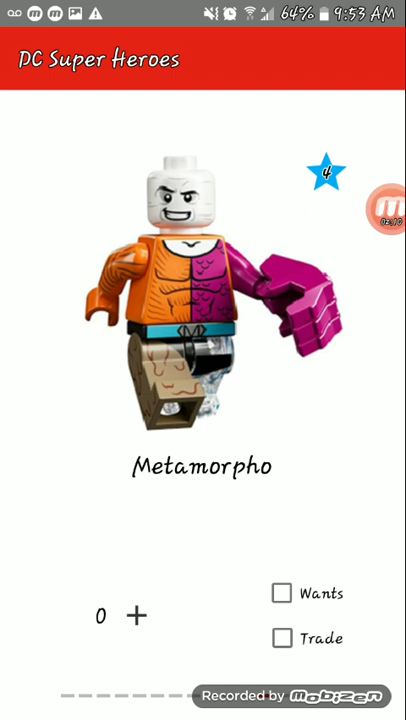 64% 9:53 AM
DC Super Heroes
4
Metamorpho
0 +
Wants
Trade
Recorded by mobizen